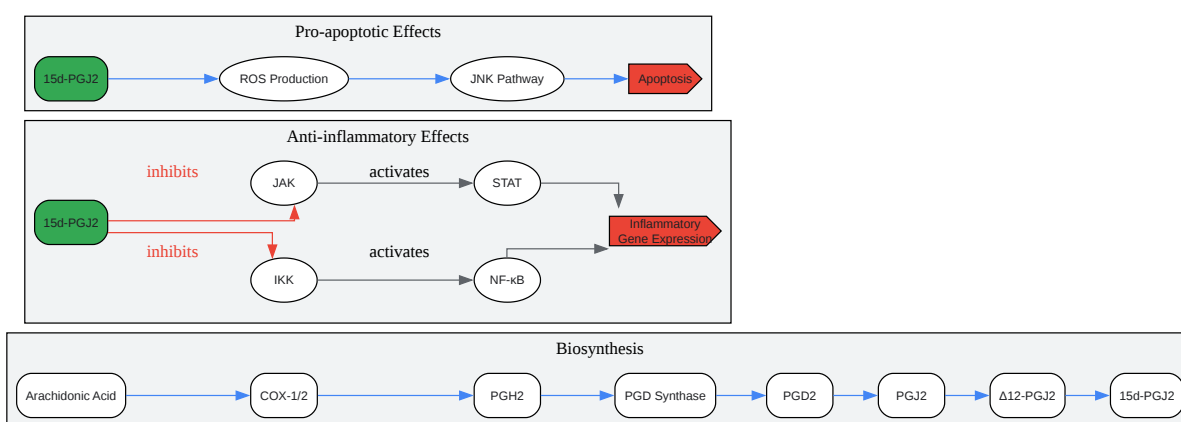 Pro-apoptotic Effects
15d-PGJ2
ROS Production
JNK Pathway
Apoptosis
Anti-inflammatory Effects
inhibits
JAK
activates
STAT
15d-PGJ2
Inflammatory
Gene Expression
inhibits
IKK
activates
NF-κB
Biosynthesis
Arachidonic Acid
COX-1/2
PGH2
PGD Synthase
PGD2
PGJ2
Δ12-PGJ2
15d-PGJ2